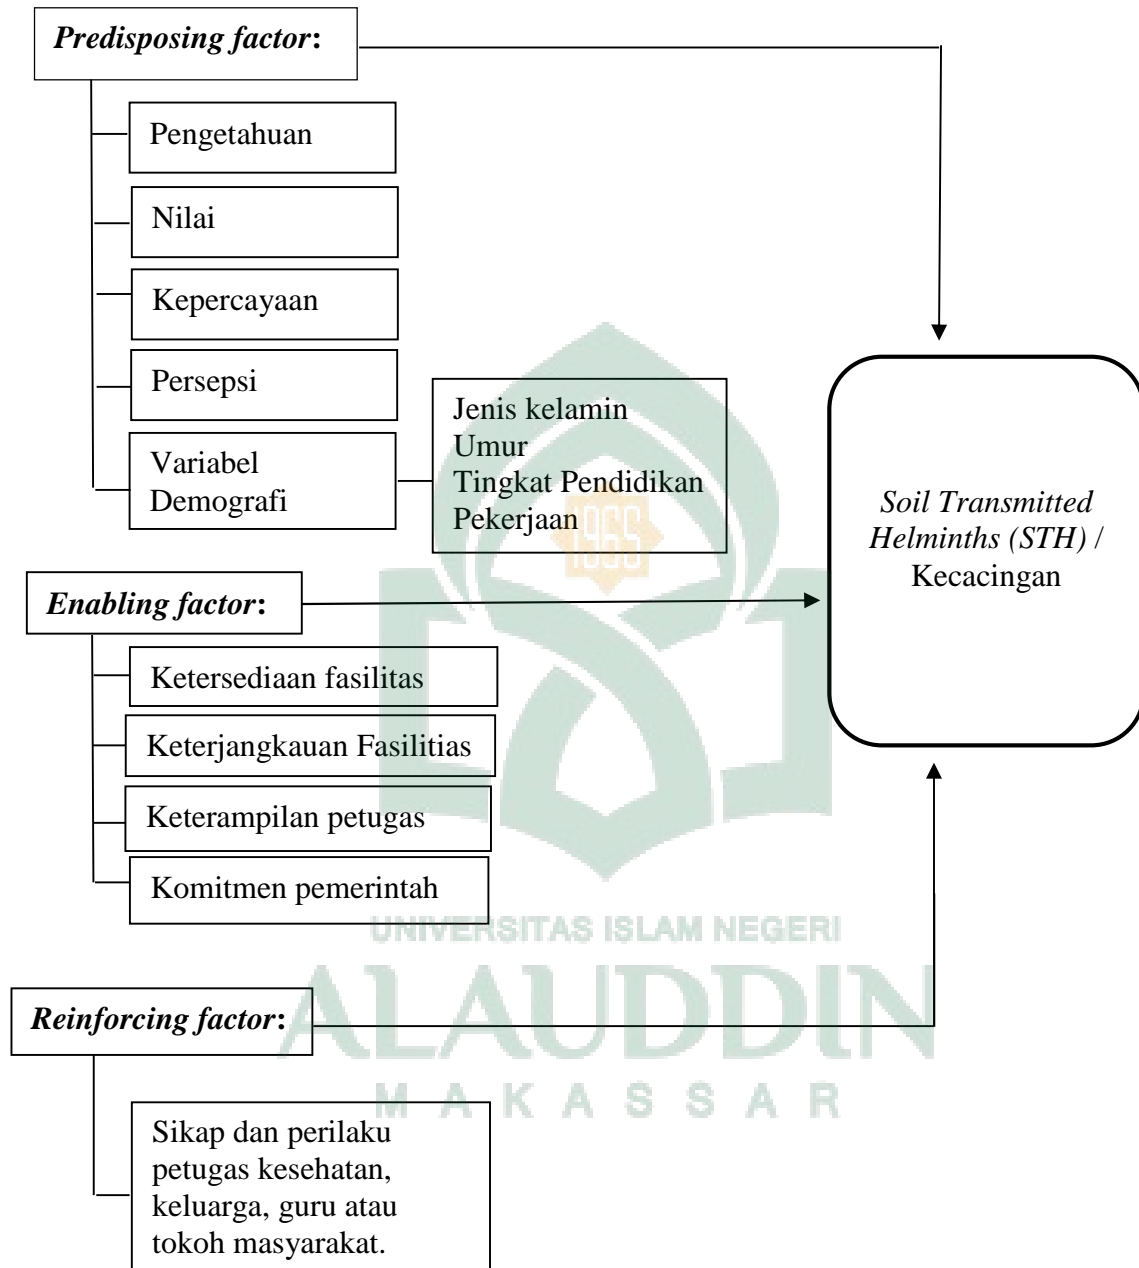 Predisposing factor:
Pengetahuan
Nilai
Kepercayaan
Persepsi
Variabel
Demografi
Jenis kelamin
Umur
Tingkat Pendidikan
Pekerjaan
1965
Soil Transmitted
Helminths (STH) /
Kecacingan
Enabling factor:
Ketersediaan fasilitas
Keterjangkauan Fasilitias
Keterampilan petugas
Komitmen pemerintah
UNIVERSITAS ISLAM NEGERI
ALAUDDIN
MAKASSAR
Reinforcing factor:
Sikap dan perilaku
petugas kesehatan,
keluarga, guru atau
tokoh masyarakat.